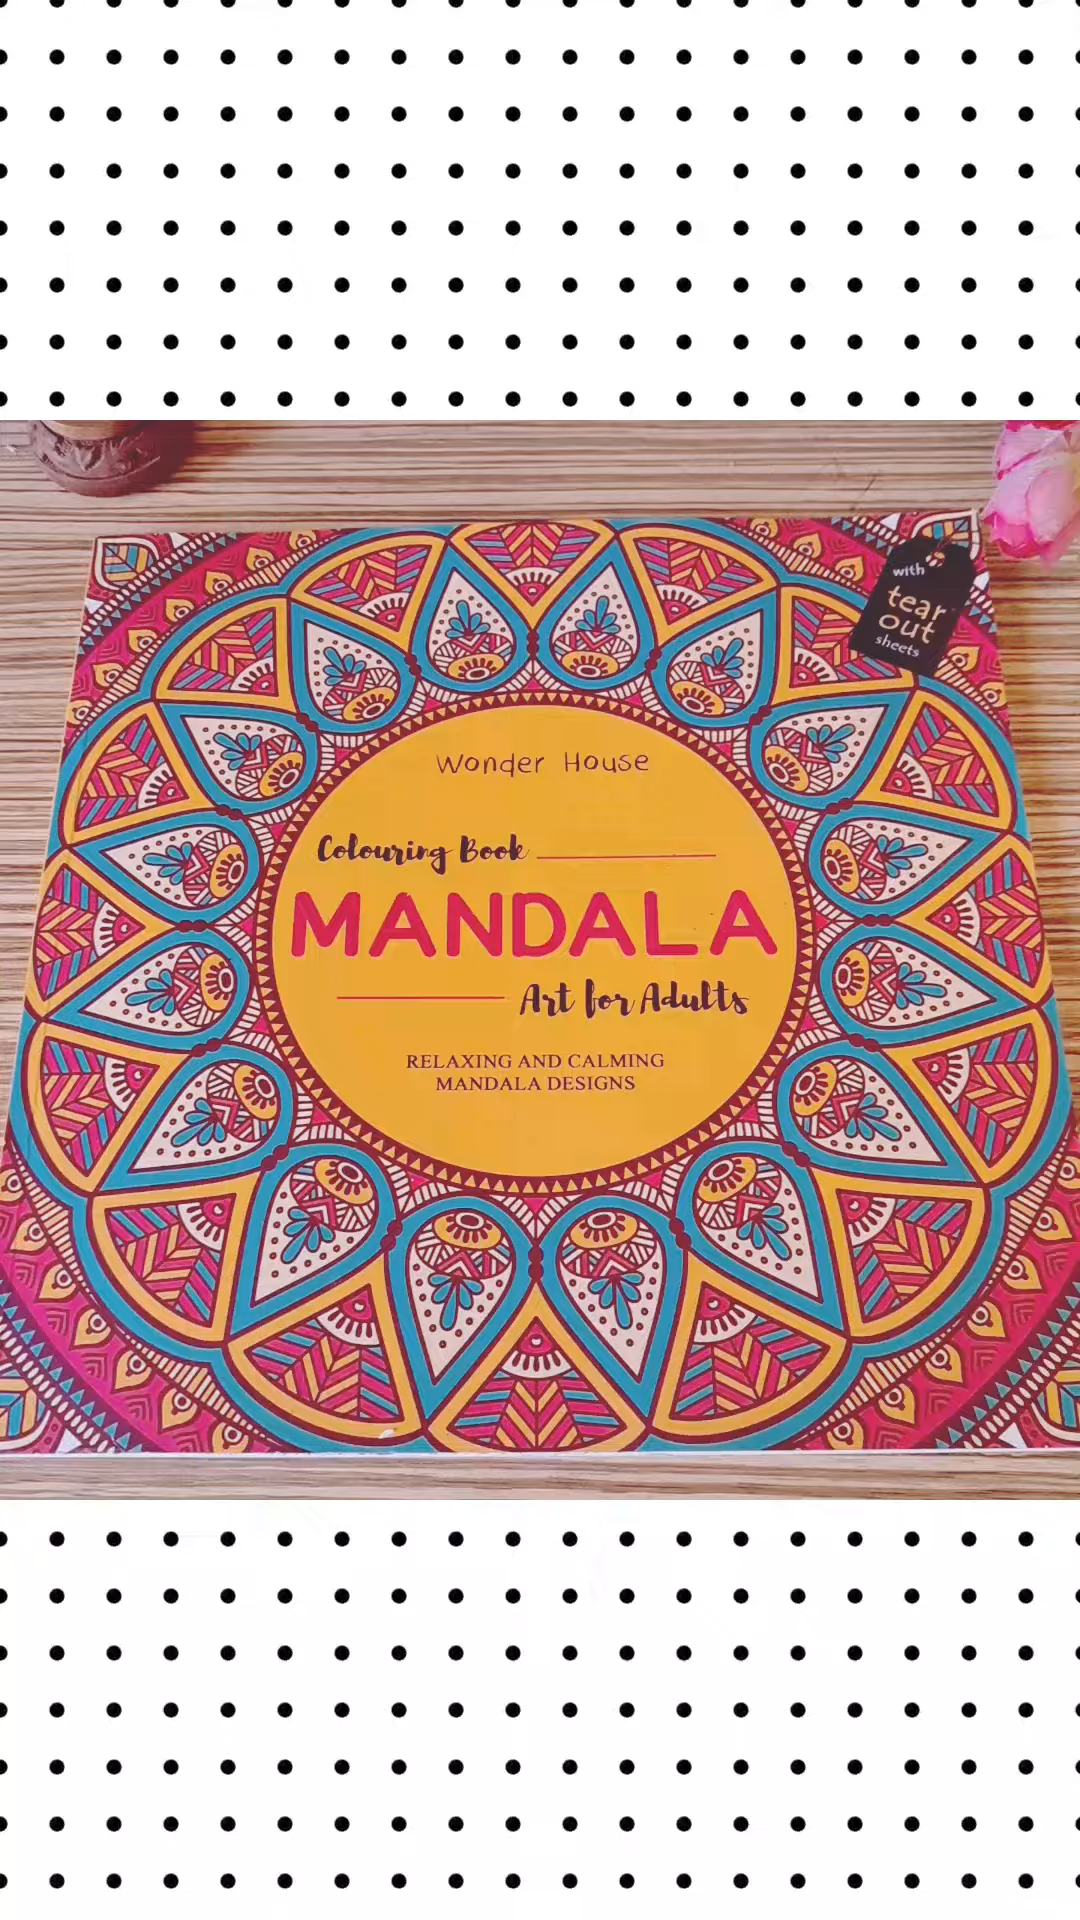 with
tear
out
sheets
Wonder House
Colouring Book
MANDALA
Art for Adults
RELAXING AND CALMING
MANDALA DESIGNS